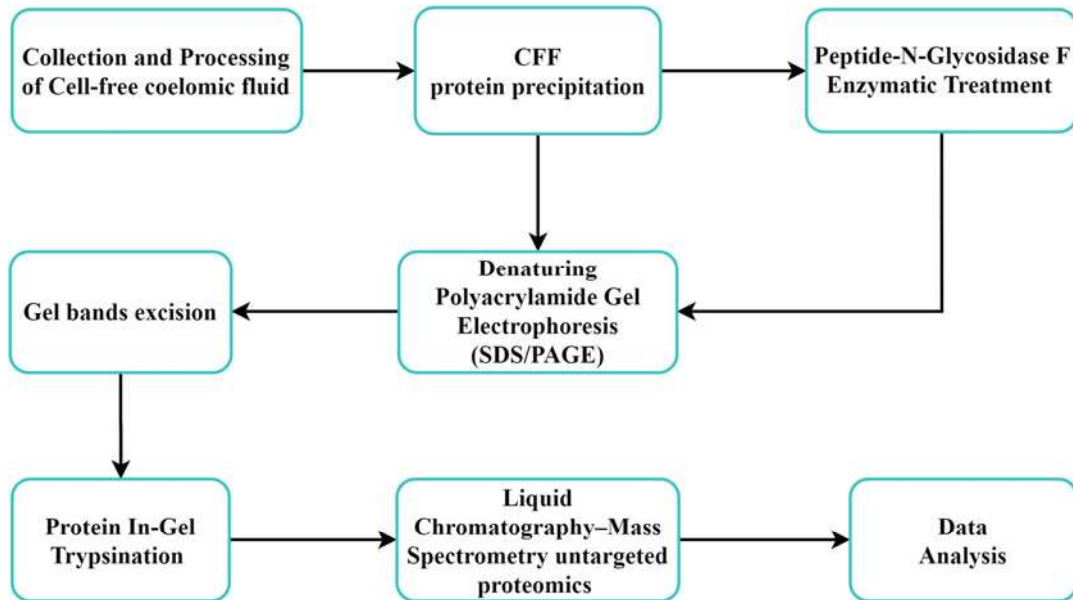 Collection and Processing
of Cell-free coelomic fluid
CFF
protein precipitation
Peptide-N-Glycosidase F
Enzymatic Treatment
Denaturing
Polyacrylamide Gel
Electrophoresis
(SDS/PAGE)
Gel bands excision
Protein In-Gel
Trypsination
Liquid
Chromatography–Mass
Spectrometry untargeted
proteomics
Data
Analysis